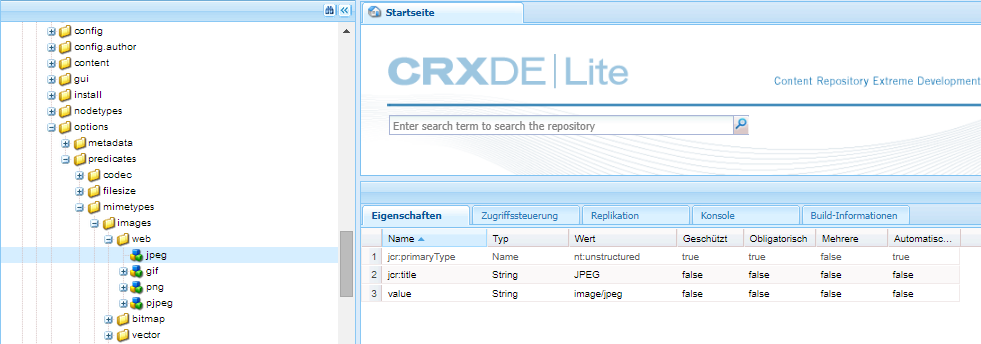 config
config.author
content
gui
install
nodetypes
options
metadata
predicates
codec
filesize
mimetypes
images
web
jpeg
gif
png
pjpeg
bitmap
vector
Startseite
CRXDE | Lite
Content Repository Extreme Development
Enter search term to search the repository
Eigenschaften Zugriffssteuerung Replikation Konsole Build-Informationen
Name Typ Wert Geschützt Obligatorisch Mehrere Automatisc...
1 jcr:primaryType Name nt:unstructured true true false true
2 jcr:title String JPEG false false false false
3 value String image/jpeg false false false false